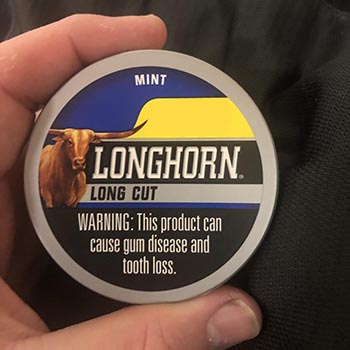 MINT
LONGHORN®
LONG CUT
WARNING: This product can
cause gum disease and
tooth loss.